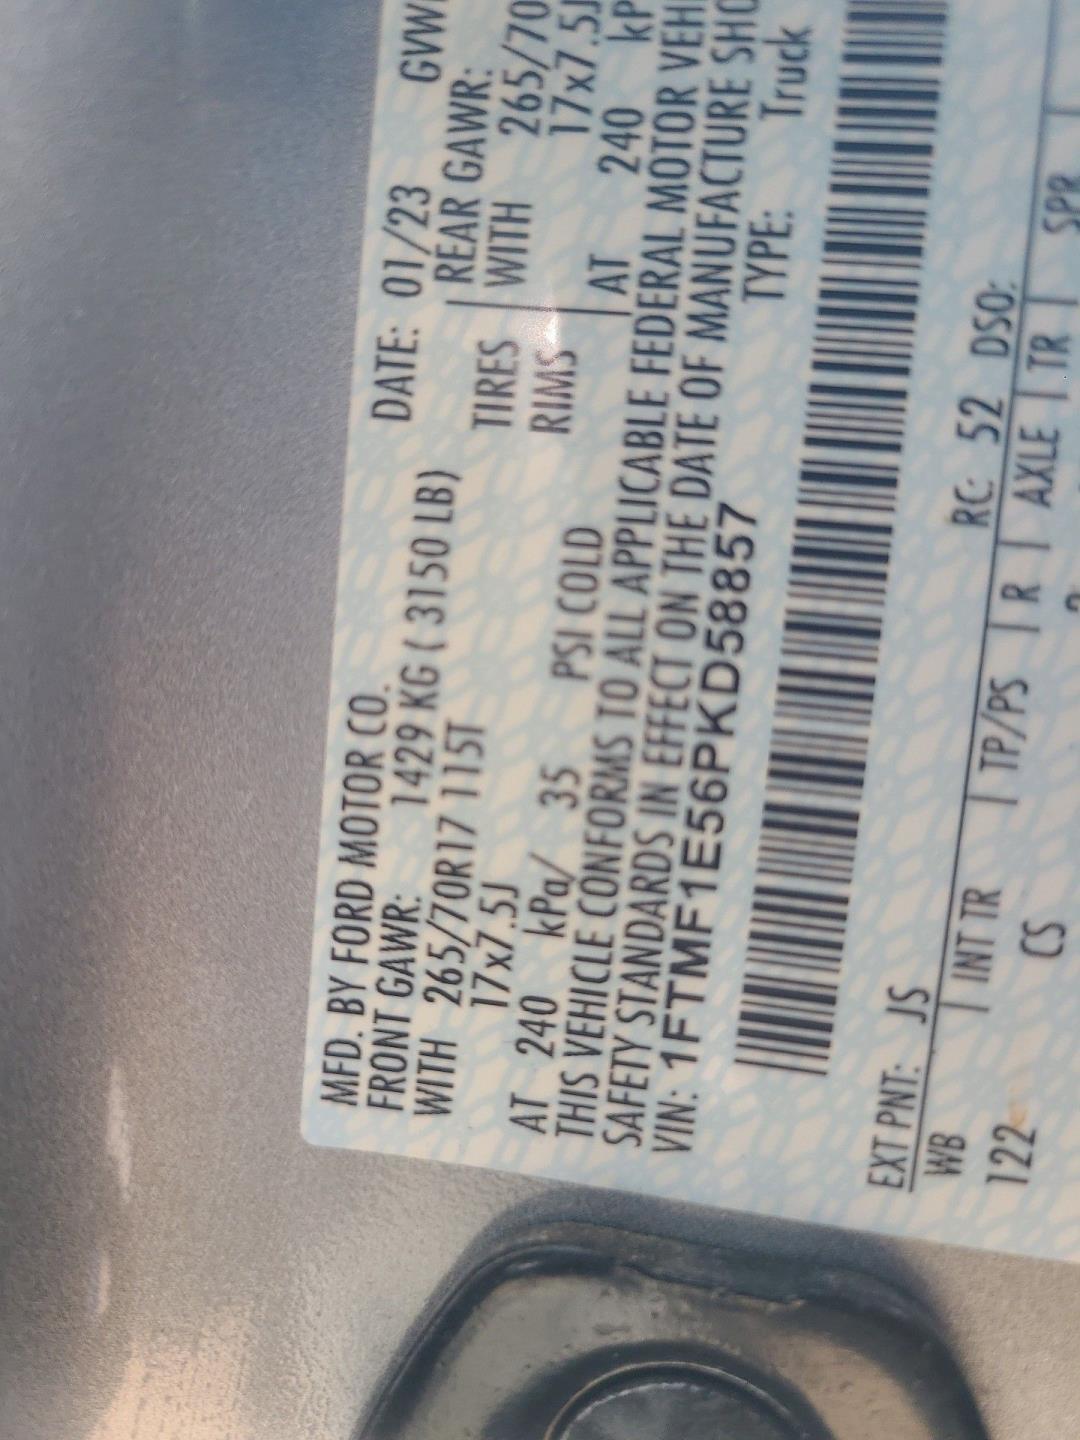 MFD. BY FORD MOTOR CO. DATE: 01/23 GVW
FRONT GAWR: 1429 KG ( 3150 LB) REAR GAWR:
WITH 265/70R17 115T TIRES WITH 265/70
17x7.5J RIMS 17x7.5J
AT 240 kPa/ 35 PSI COLD AT 240 kP
THIS VEHICLE CONFORMS TO ALL APPLICABLE FEDERAL MOTOR VEHI
SAFETY STANDARDS IN EFFECT ON THE DATE OF MANUFACTURE SHO
VIN: 1FTMF1E56PKD58857 TYPE: Truck
EXT PNT: JS RC: 52 DSO:
WB INT TR TP/PS R AXLE TR SPR
122 CS